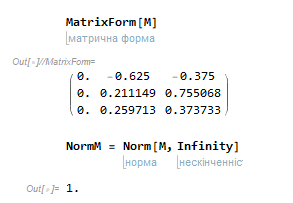 MatrixForm[M]
матрична форма
Out[•]//MatrixForm=
0. -0.625 -0.375
0. 0.211149 0.755068
0. 0.259713 0.373733
NormM = Norm[M, Infinity]
норма нескінченніс
Out[•]= 1.